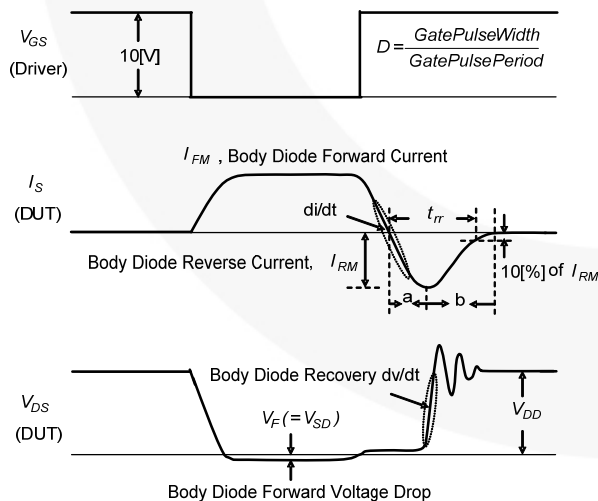 V_GS
(Driver)
10[V]
D = GatePulseWidth / GatePulsePeriod
I_FM , Body Diode Forward Current
I_S
(DUT)
di/dt
t_rr
Body Diode Reverse Current, I_RM
10[%] of I_RM
a
b
Body Diode Recovery dv/dt
V_DS
(DUT)
V_F(=V_SD)
V_DD
Body Diode Forward Voltage Drop